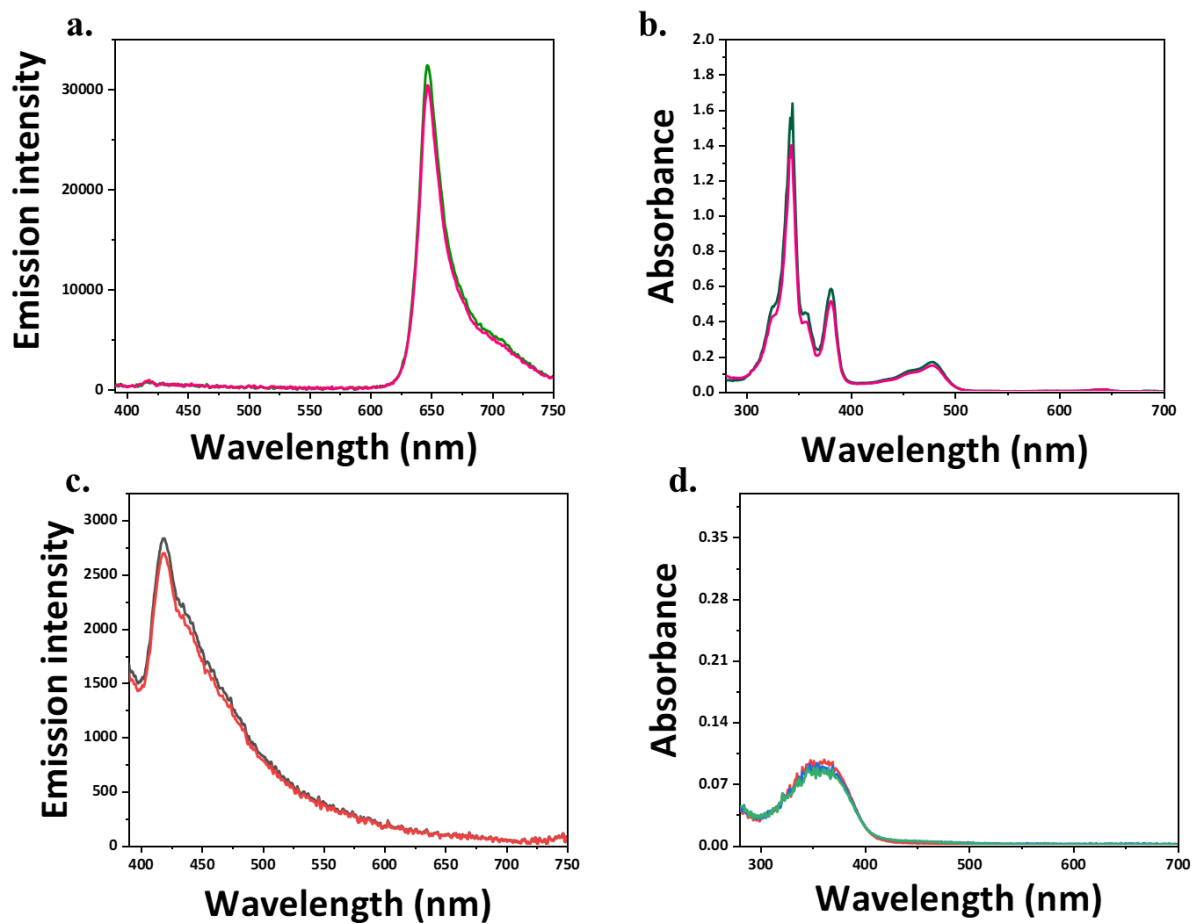 a.
Emission intensity
30000
20000
10000
0
400 450 500 550 600 650 700 750
Wavelength (nm)
b.
Absorbance
2.0
1.8
1.6
1.4
1.2
1.0
0.8
0.6
0.4
0.2
0.0
300 400 500 600 700
Wavelength (nm)
c.
Emission intensity
3000
2500
2000
1500
1000
500
0
400 450 500 550 600 650 700 750
Wavelength (nm)
d.
Absorbance
0.35
0.28
0.21
0.14
0.07
0.00
300 400 500 600 700
Wavelength (nm)